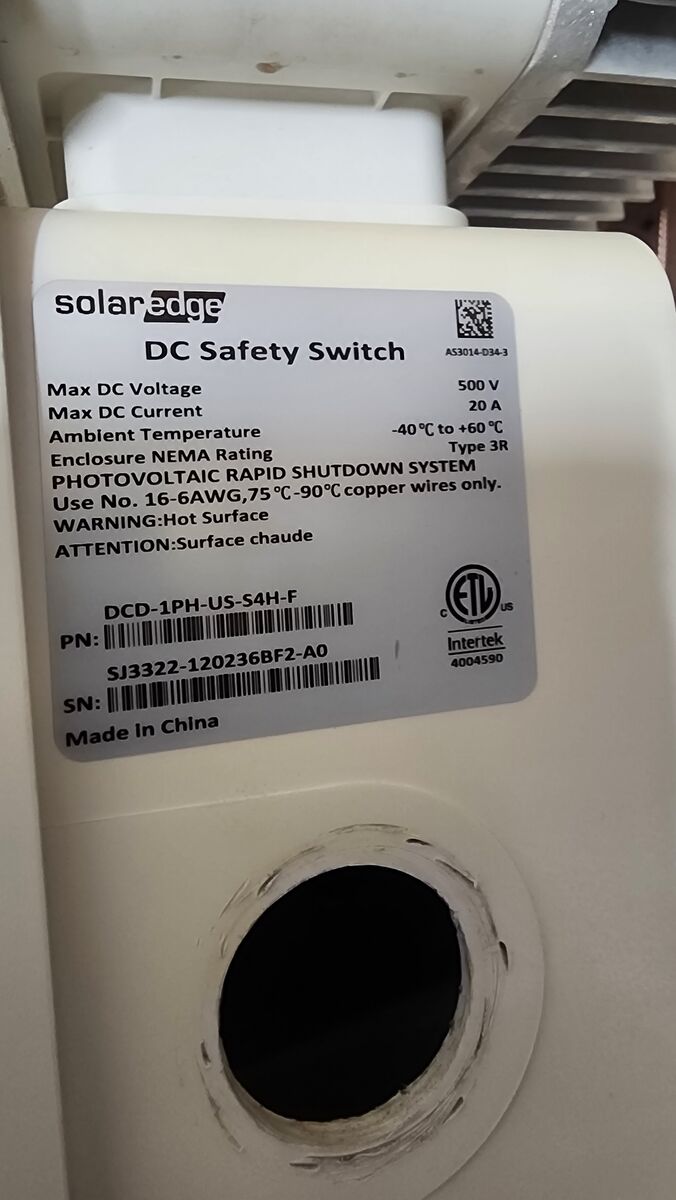 solaredge
AS3014-D34-3
DC Safety Switch
Max DC Voltage 500 V
Max DC Current 20 A
Ambient Temperature -40℃ to +60℃
Enclosure NEMA Rating Type 3R
PHOTOVOLTAIC RAPID SHUTDOWN SYSTEM
Use No. 16-6AWG,75℃-90℃ copper wires only.
WARNING:Hot Surface
ATTENTION:Surface chaude
DCD-1PH-US-S4H-F
PN:
SJ3322-120236BF2-A0
SN:
Made in China
C ETL US
Intertek
4004590